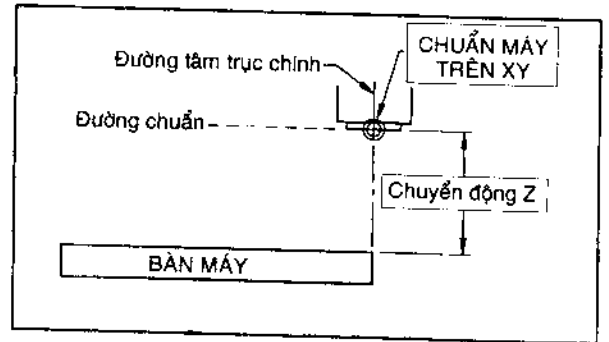 Đường tâm trục chính
CHUẨN MÁY
TRÊN XY
Đường chuẩn
Chuyển động Z
BÀN MÁY